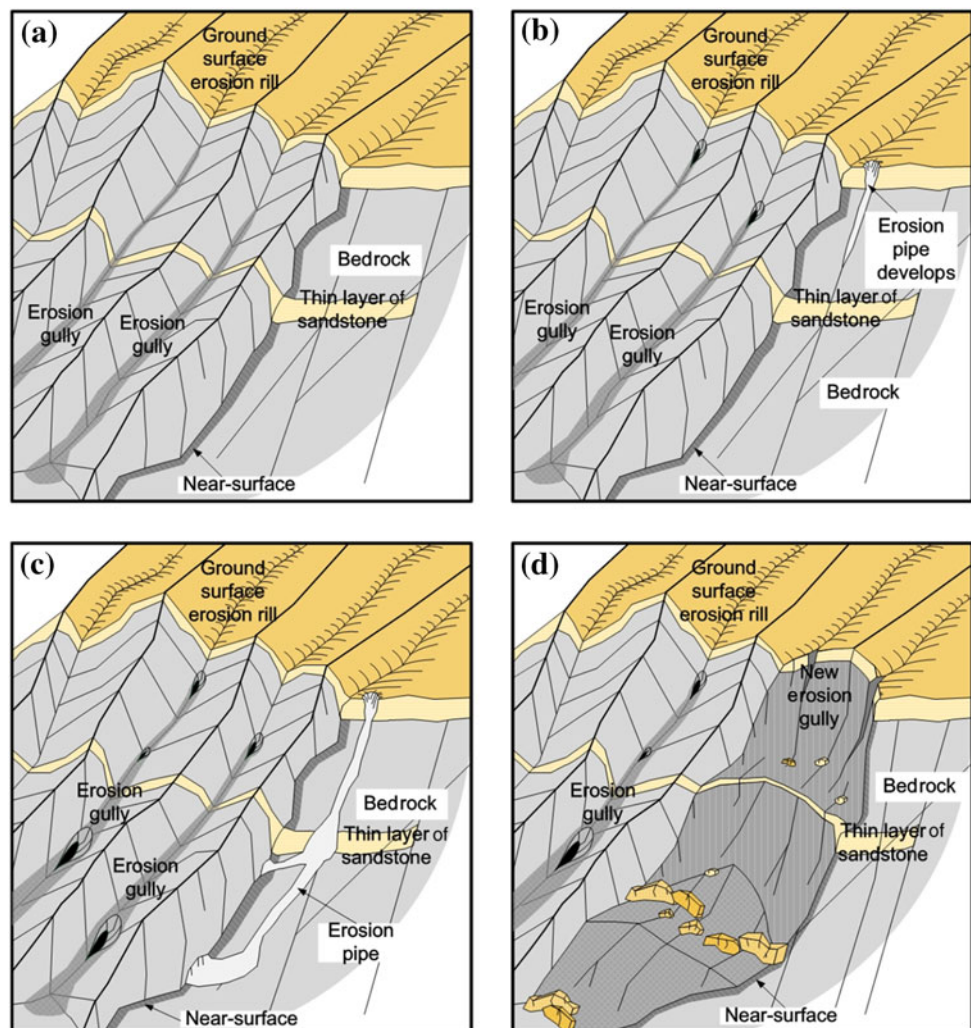 (a)
Ground
surface
erosion rill
Bedrock
Thin layer of
sandstone
Erosion
gully
Erosion
gully
Near-surface
(b)
Ground
surface
erosion rill
Erosion
pipe
develops
Thin layer of
sandstone
Erosion
gully
Erosion
gully
Bedrock
Near-surface
(c)
Ground
surface
erosion rill
Bedrock
Erosion
gully
Thin layer of
sandstone
Erosion
gully
Erosion
pipe
Near-surface
(d)
Ground
surface
erosion rill
New
erosion
gully
Bedrock
Erosion
gully
Thin layer of
sandstone
Near-surface